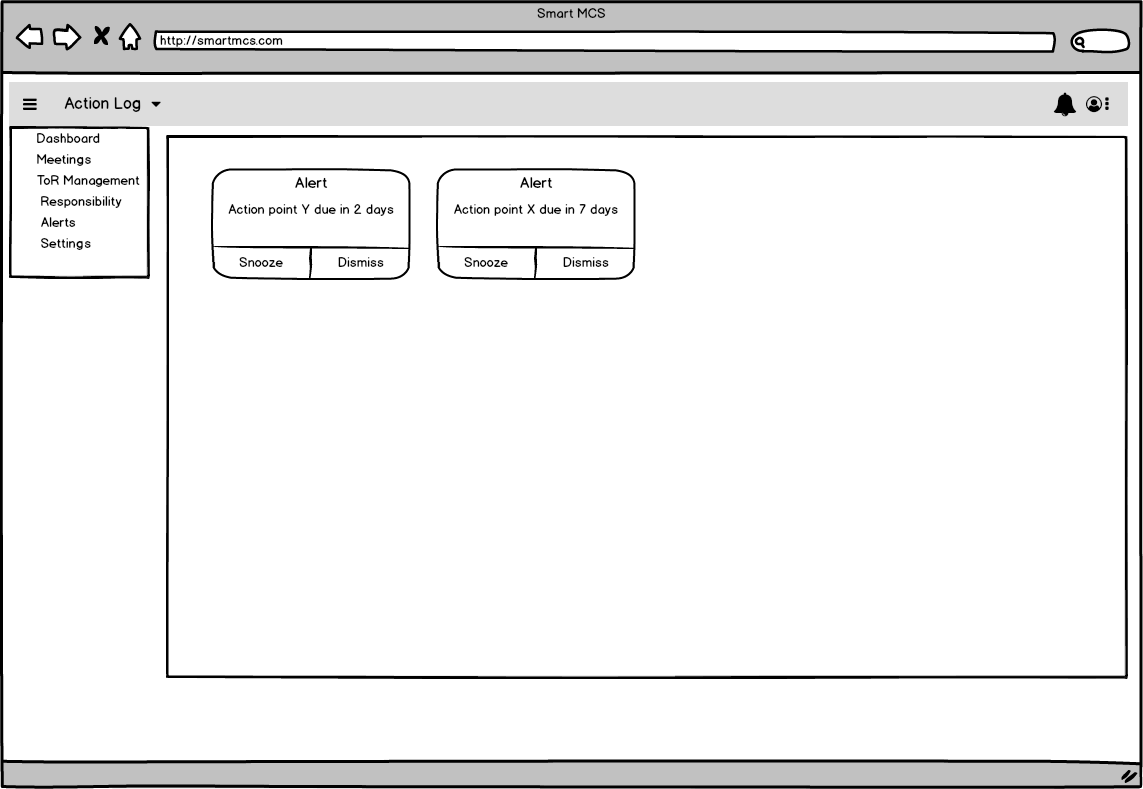 Smart MCS
http://smartmcs.com
Action Log
Dashboard
Meetings
ToR Management
Responsibility
Alerts
Settings
Alert
Action point Y due in 2 days
Snooze Dismiss
Alert
Action point X due in 7 days
Snooze Dismiss